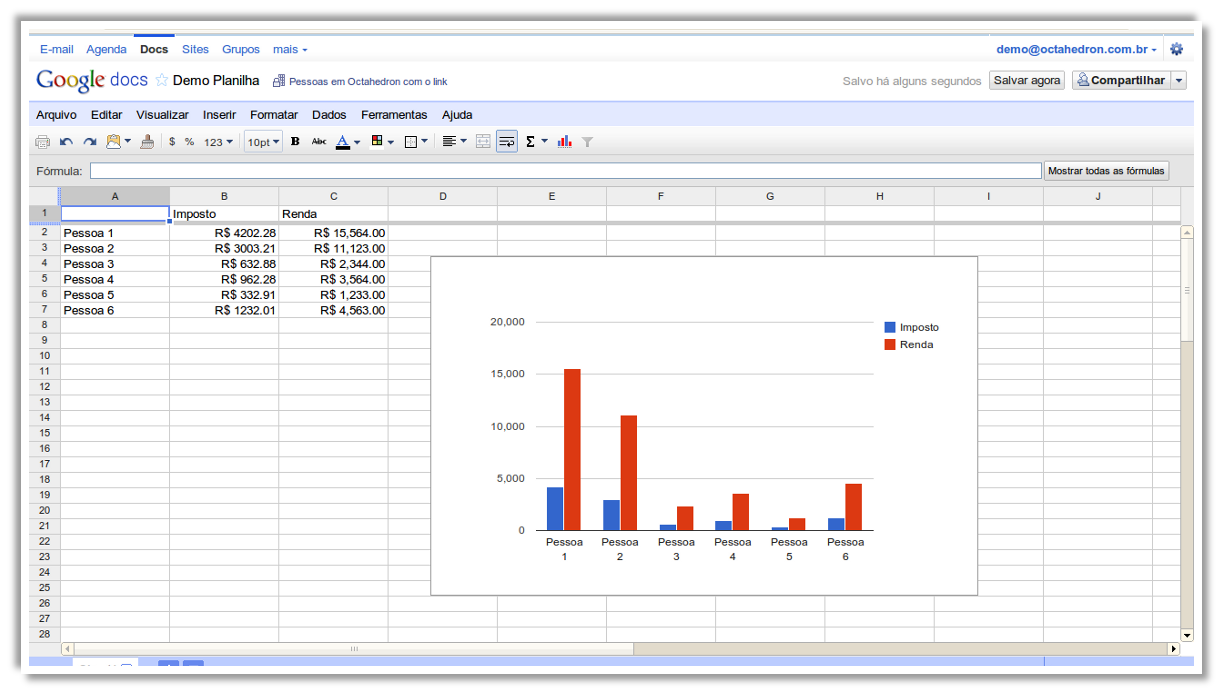 E-mail Agenda Docs Sites Grupos mais demo@octahedron.com.br
Google docs Demo Planilha Pessoas em Octahedron com o link Salvo há alguns segundos Salvar agora Compartilhar
Arquivo Editar Visualizar Inserir Formatar Dados Ferramentas Ajuda
$ % 123 10pt B Abc A Σ
Fórmula: Mostrar todas as fórmulas
A B C D E F G H I J
1 Imposto Renda
2 Pessoa 1 R$ 4202.28 R$ 15,564.00
3 Pessoa 2 R$ 3003.21 R$ 11,123.00
4 Pessoa 3 R$ 632.88 R$ 2,344.00
5 Pessoa 4 R$ 962.28 R$ 3,564.00
6 Pessoa 5 R$ 332.91 R$ 1,233.00
7 Pessoa 6 R$ 1232.01 R$ 4,563.00
8
9
10
11
12
13
14
15
16
17
18
19
20
21
22
23
24
25
26
27
28
20,000
15,000
10,000
5,000
0
Imposto
Renda
Pessoa Pessoa Pessoa Pessoa Pessoa Pessoa
1 2 3 4 5 6